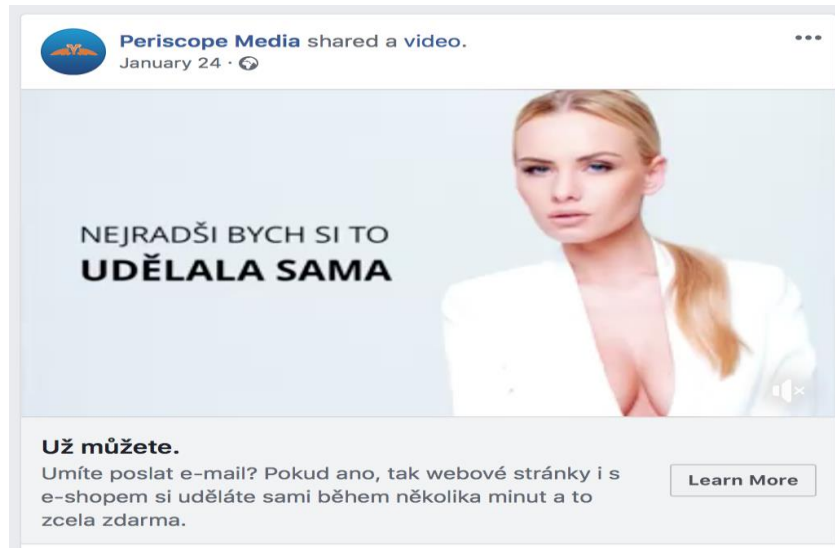 Periscope Media shared a video.
January 24 ·
NEJRADŠI BYCH SI TO
UDĚLALA SAMA
Už můžete.
Umíte poslat e-mail? Pokud ano, tak webové stránky i s
e-shopem si uděláte sami během několika minut a to
zcela zdarma.
Learn More